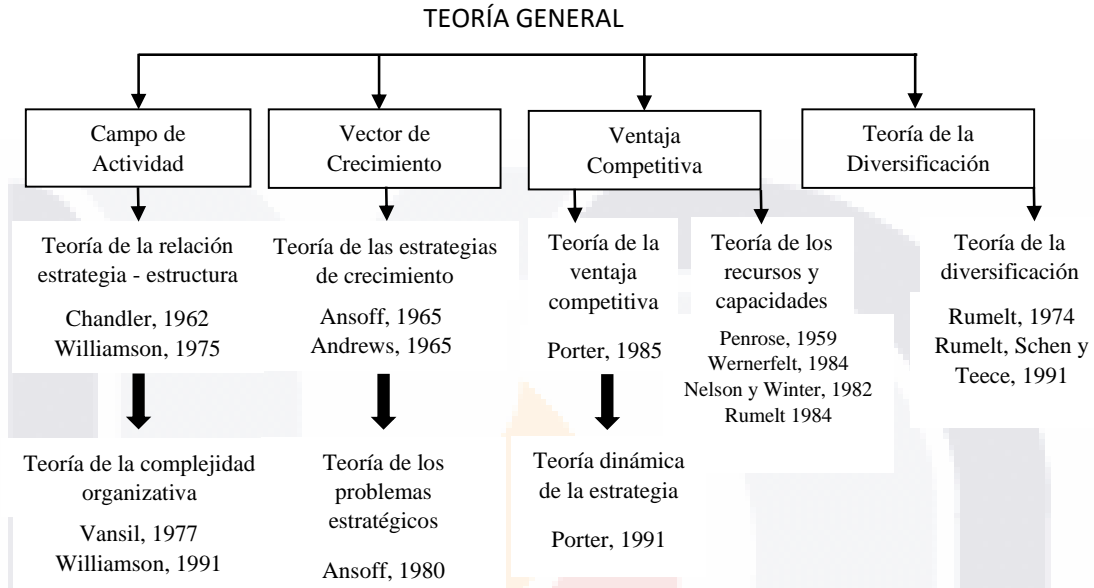 TEORÍA GENERAL
Campo de
Actividad
Vector de
Crecimiento
Ventaja
Competitiva
Teoría de la
Diversificación
Teoría de la relación
estrategia - estructura
Chandler, 1962
Williamson, 1975
Teoría de las estrategias
de crecimiento
Ansoff, 1965
Andrews, 1965
Teoría de la
ventaja
competitiva
Porter, 1985
Teoría de los
recursos y
capacidades
Penrose, 1959
Wernerfelt, 1984
Nelson y Winter, 1982
Rumelt 1984
Teoría de la
diversificación
Rumelt, 1974
Rumelt, Schen y
Teece, 1991
Teoría de la complejidad
organizativa
Vansil, 1977
Williamson, 1991
Teoría de los
problemas
estratégicos
Ansoff, 1980
Teoría dinámica
de la estrategia
Porter, 1991